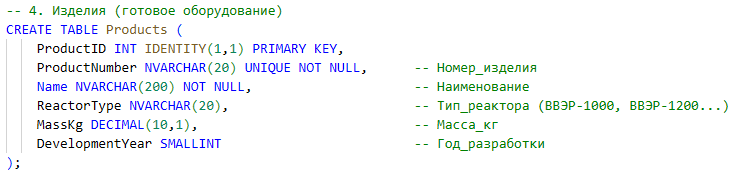 -- 4. Изделия (готовое оборудование)
CREATE TABLE Products (
    ProductID INT IDENTITY(1,1) PRIMARY KEY,
    ProductNumber NVARCHAR(20) UNIQUE NOT NULL,      -- Номер_изделия
    Name NVARCHAR(200) NOT NULL,                     -- Наименование
    ReactorType NVARCHAR(20),                        -- Тип_реактора (ВВЭР-1000, ВВЭР-1200...)
    MassKg DECIMAL(10,1),                            -- Масса_кг
    DevelopmentYear SMALLINT                         -- Год_разработки
);